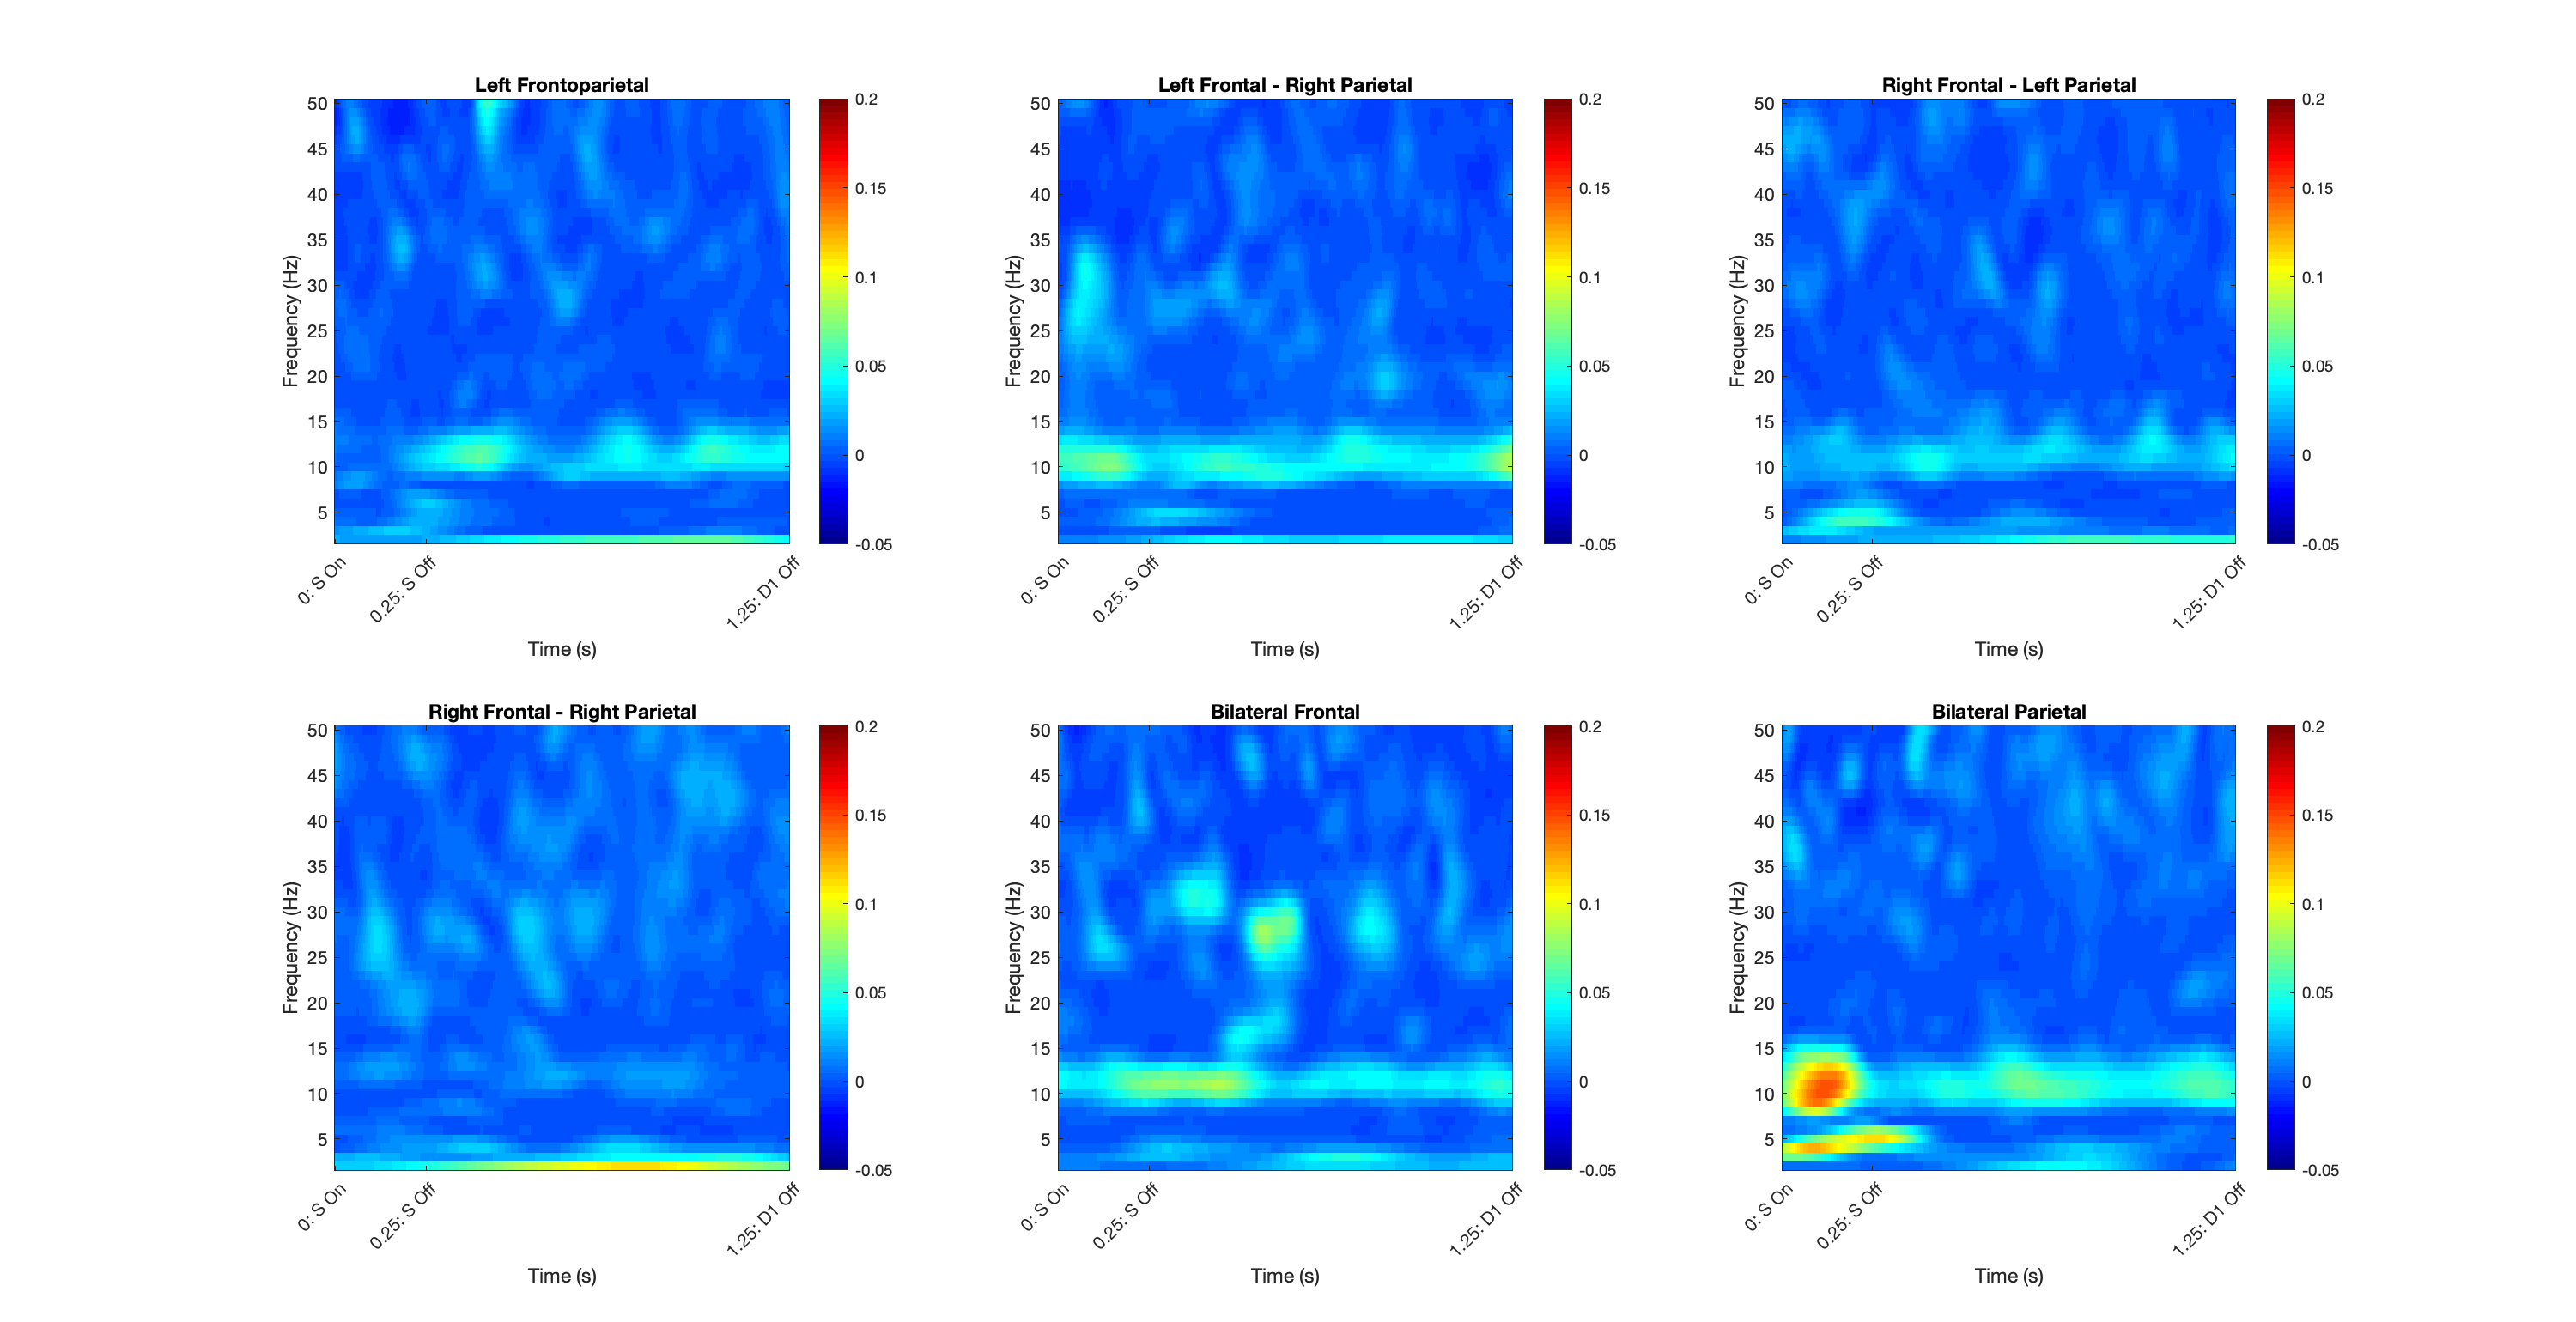 Left Frontoparietal
Frequency (Hz)
50
45
40
35
30
25
20
15
10
5
0: S On
0.25: S Off
1.25: D1 Off
Time (s)
0.2
0.15
0.1
0.05
0
-0.05
Left Frontal - Right Parietal
Frequency (Hz)
50
45
40
35
30
25
20
15
10
5
0: S On
0.25: S Off
1.25: D1 Off
Time (s)
0.2
0.15
0.1
0.05
0
-0.05
Right Frontal - Left Parietal
Frequency (Hz)
50
45
40
35
30
25
20
15
10
5
0: S On
0.25: S Off
1.25: D1 Off
Time (s)
0.2
0.15
0.1
0.05
0
-0.05
Right Frontal - Right Parietal
Frequency (Hz)
50
45
40
35
30
25
20
15
10
5
0: S On
0.25: S Off
1.25: D1 Off
Time (s)
0.2
0.15
0.1
0.05
0
-0.05
Bilateral Frontal
Frequency (Hz)
50
45
40
35
30
25
20
15
10
5
0: S On
0.25: S Off
1.25: D1 Off
Time (s)
0.2
0.15
0.1
0.05
0
-0.05
Bilateral Parietal
Frequency (Hz)
50
45
40
35
30
25
20
15
10
5
0: S On
0.25: S Off
1.25: D1 Off
Time (s)
0.2
0.15
0.1
0.05
0
-0.05